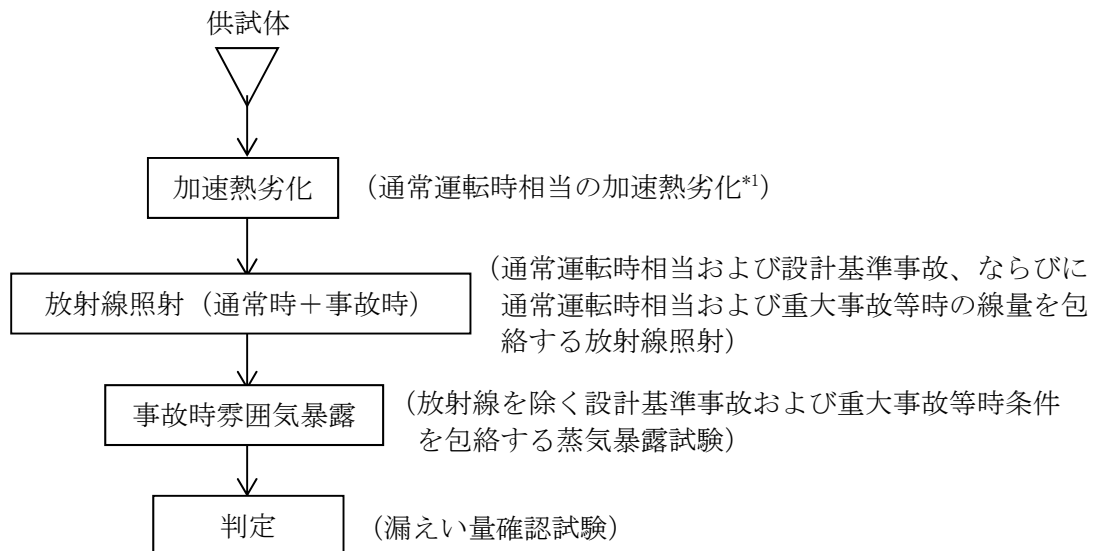 供試体
加速熱劣化
（通常運転時相当の加速熱劣化*1）
放射線照射（通常時＋事故時）
（通常運転時相当および設計基準事故、ならびに
通常運転時相当および重大事故等時の線量を包
絡する放射線照射）
事故時雰囲気暴露
（放射線を除く設計基準事故および重大事故等時条件
を包絡する蒸気暴露試験）
判定
（漏えい量確認試験）